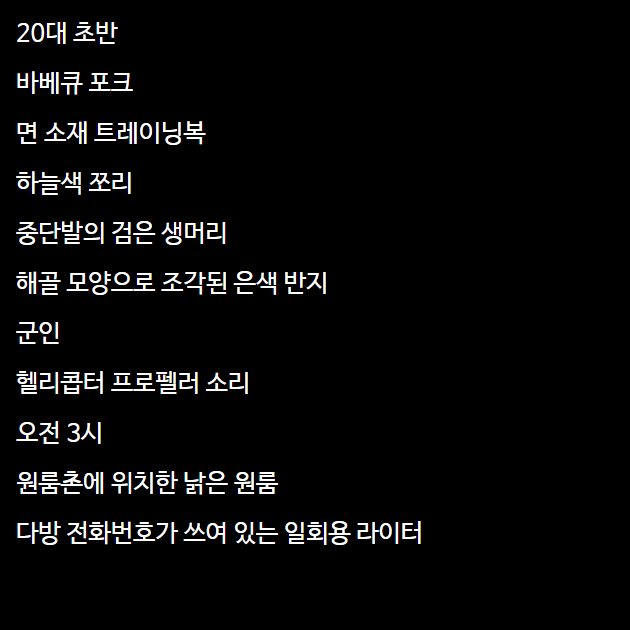 20대 초반
바베큐 포크
면 소재 트레이닝복
하늘색 쪼리
중단발의 검은 생머리
해골 모양으로 조각된 은색 반지
군인
헬리콥터 프로펠러 소리
오전 3시
원룸촌에 위치한 낡은 원룸
다방 전화번호가 쓰여 있는 일회용 라이터